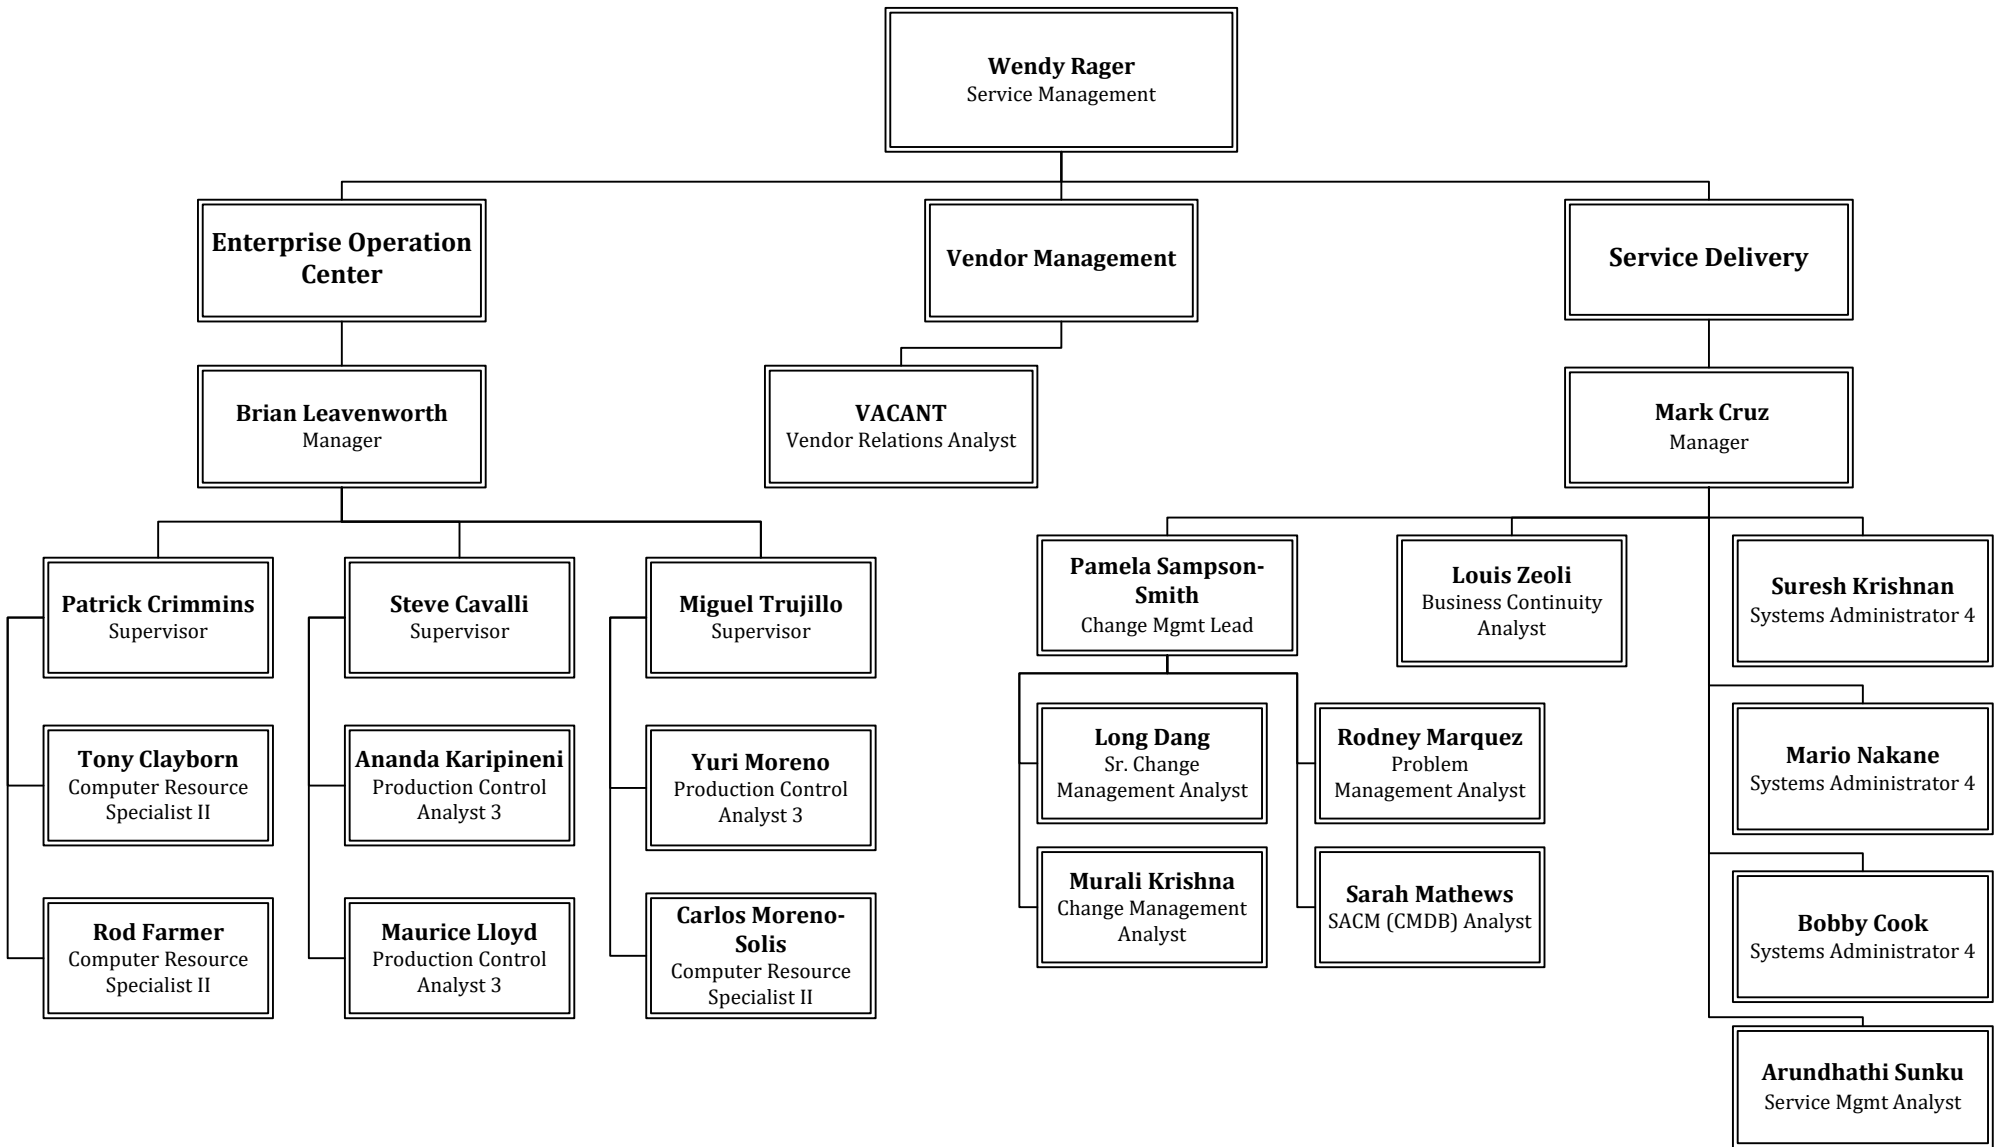 Wendy Rager
Service Management
Enterprise Operation
Center
Vendor Management
Service Delivery
Brian Leavenworth
Manager
VACANT
Vendor Relations Analyst
Mark Cruz
Manager
Patrick Crimmins
Supervisor
Steve Cavalli
Supervisor
Miguel Trujillo
Supervisor
Pamela Sampson-
Smith
Change Mgmt Lead
Louis Zeoli
Business Continuity
Analyst
Suresh Krishnan
Systems Administrator 4
Tony Clayborn
Computer Resource
Specialist II
Ananda Karipineni
Production Control
Analyst 3
Yuri Moreno
Production Control
Analyst 3
Long Dang
Sr. Change
Management Analyst
Rodney Marquez
Problem
Management Analyst
Mario Nakane
Systems Administrator 4
Rod Farmer
Computer Resource
Specialist II
Maurice Lloyd
Production Control
Analyst 3
Carlos Moreno-
Solis
Computer Resource
Specialist II
Murali Krishna
Change Management
Analyst
Sarah Mathews
SACM (CMDB) Analyst
Bobby Cook
Systems Administrator 4
Arundhathi Sunku
Service Mgmt Analyst